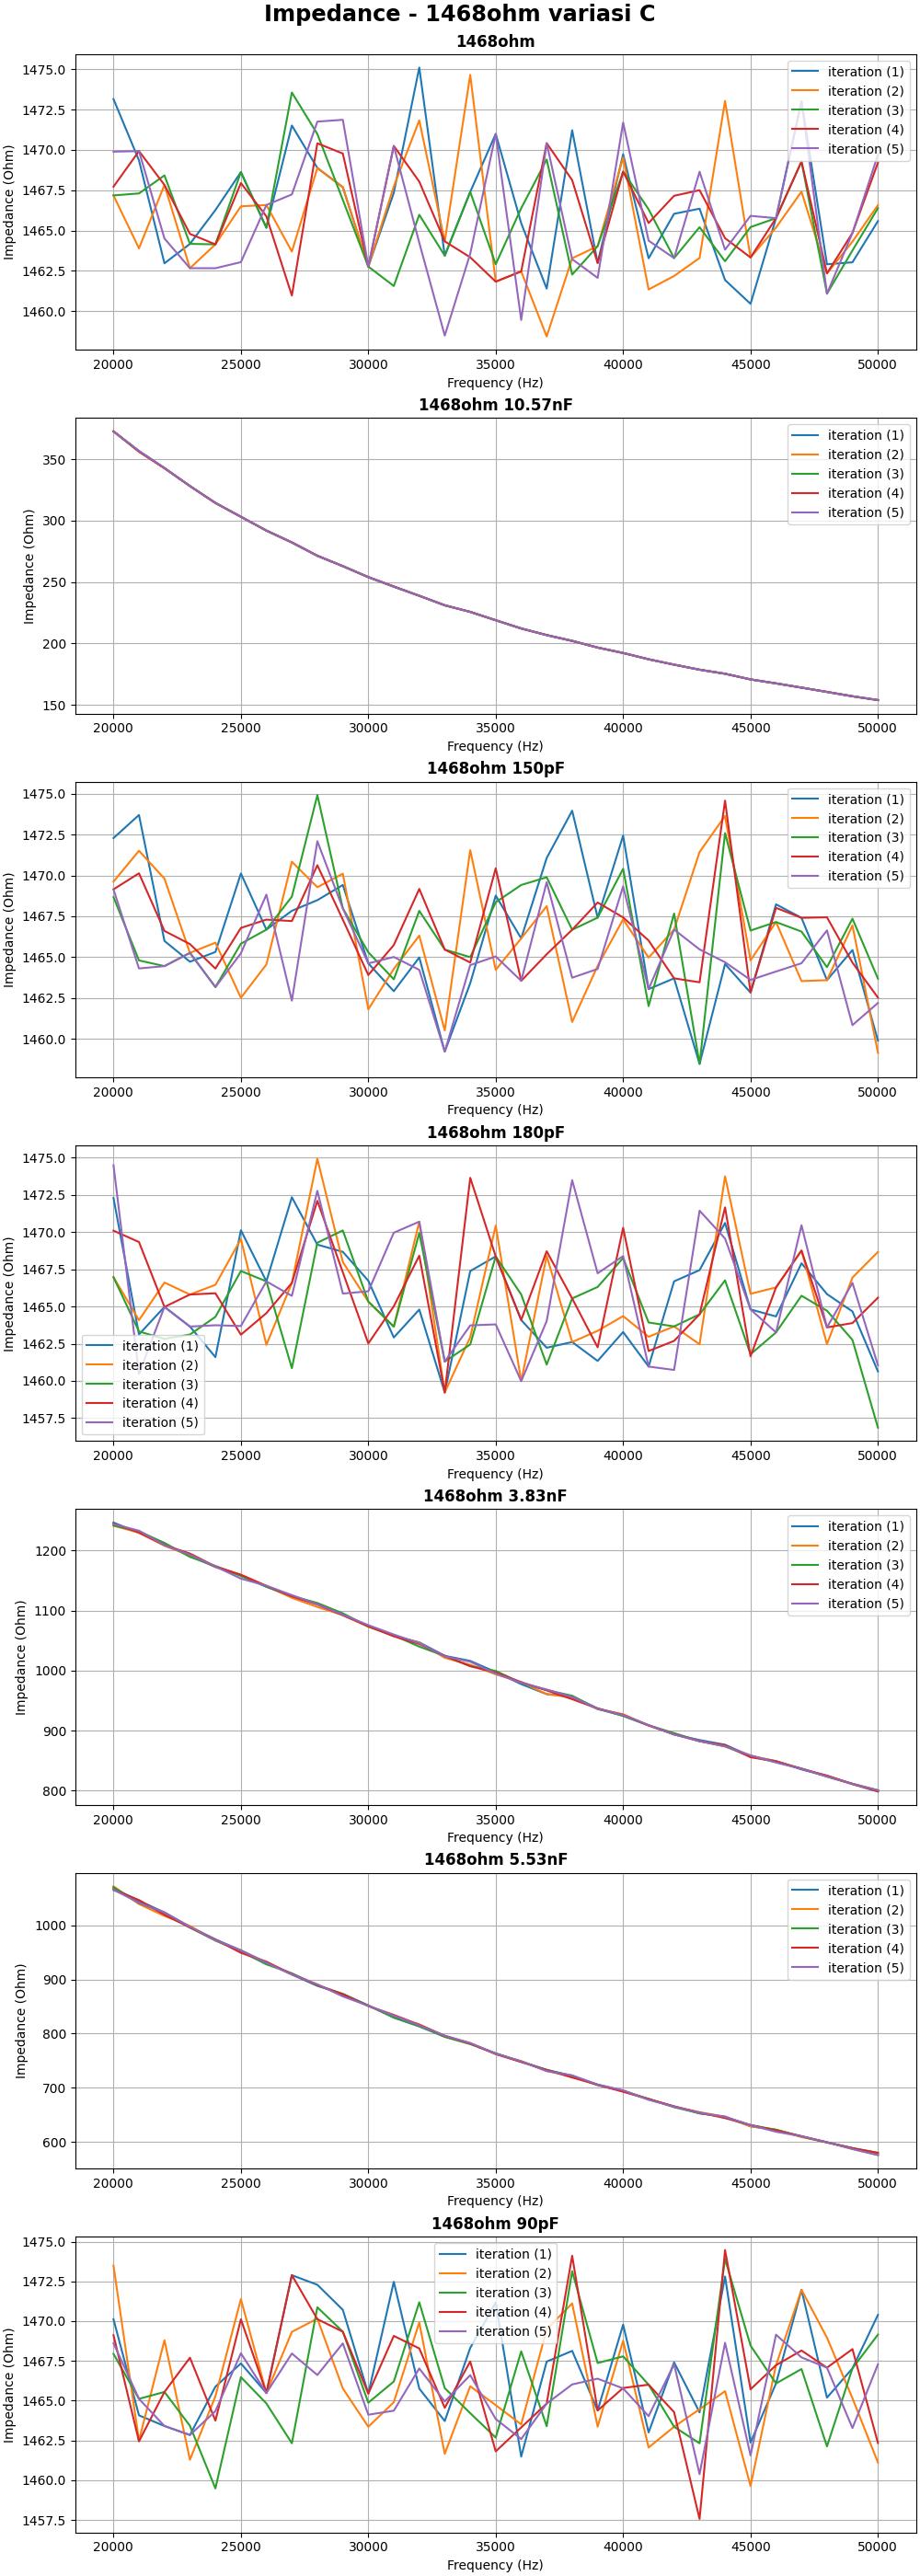 Impedance - 1468ohm variasi C
1468ohm
Impedance (Ohm)
1475.0
1472.5
1470.0
1467.5
1465.0
1462.5
1460.0
iteration (1)
iteration (2)
iteration (3)
iteration (4)
iteration (5)
20000 25000 30000 35000 40000 45000 50000
Frequency (Hz)
1468ohm 10.57nF
Impedance (Ohm)
350
300
250
200
150
iteration (1)
iteration (2)
iteration (3)
iteration (4)
iteration (5)
20000 25000 30000 35000 40000 45000 50000
Frequency (Hz)
1468ohm 150pF
Impedance (Ohm)
1475.0
1472.5
1470.0
1467.5
1465.0
1462.5
1460.0
iteration (1)
iteration (2)
iteration (3)
iteration (4)
iteration (5)
20000 25000 30000 35000 40000 45000 50000
Frequency (Hz)
1468ohm 180pF
Impedance (Ohm)
1475.0
1472.5
1470.0
1467.5
1465.0
1462.5
1460.0
1457.5
iteration (1)
iteration (2)
iteration (3)
iteration (4)
iteration (5)
20000 25000 30000 35000 40000 45000 50000
Frequency (Hz)
1468ohm 3.83nF
Impedance (Ohm)
1200
1100
1000
900
800
iteration (1)
iteration (2)
iteration (3)
iteration (4)
iteration (5)
20000 25000 30000 35000 40000 45000 50000
Frequency (Hz)
1468ohm 5.53nF
Impedance (Ohm)
1000
900
800
700
600
iteration (1)
iteration (2)
iteration (3)
iteration (4)
iteration (5)
20000 25000 30000 35000 40000 45000 50000
Frequency (Hz)
1468ohm 90pF
Impedance (Ohm)
1475.0
1472.5
1470.0
1467.5
1465.0
1462.5
1460.0
1457.5
iteration (1)
iteration (2)
iteration (3)
iteration (4)
iteration (5)
20000 25000 30000 35000 40000 45000 50000
Frequency (Hz)